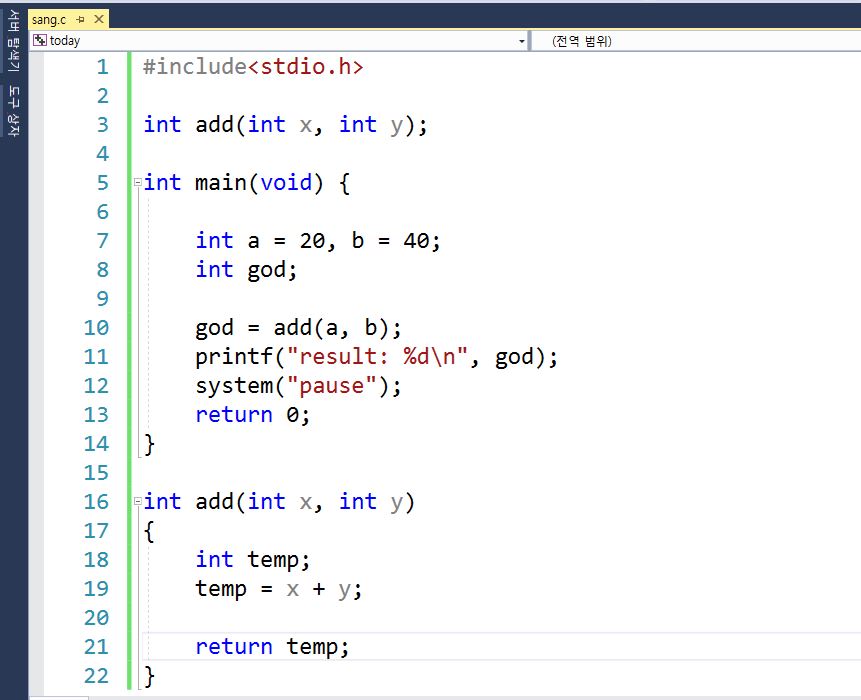 서버 탐색기
도구 상자
sang.c
today
(전역 범위)
1 #include<stdio.h>
2
3 int add(int x, int y);
4
5 int main(void) {
6
7 int a = 20, b = 40;
8 int god;
9
10 god = add(a, b);
11 printf("result: %d\n", god);
12 system("pause");
13 return 0;
14 }
15
16 int add(int x, int y)
17 {
18 int temp;
19 temp = x + y;
20
21 return temp;
22 }